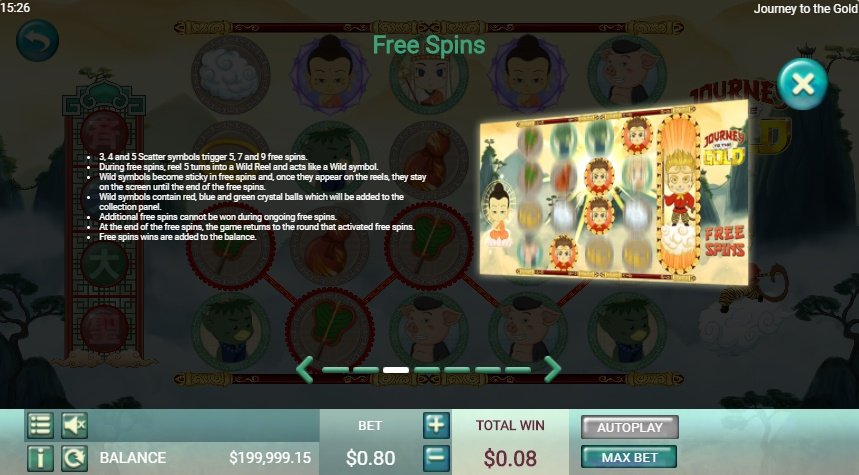 15:26
Journey to the Gold
Free Spins
3, 4 and 5 Scatter symbols trigger 5, 7 and 9 free spins.
During free spins, reel 5 turns into a Wild Reel and acts like a Wild symbol.
Wild symbols become sticky in free spins and, once they appear on the reels, they stay
on the screen until the end of the free spins.
Wild symbols contain red, blue and green crystal balls which will be added to the
collection panel.
Additional free spins cannot be won during ongoing free spins.
At the end of the free spins, the game returns to the round that activated free spins.
Free spins wins are added to the balance.
JOURNEY
TO THE
GOLD
FREE
SPINS
JOURNEY
大
BET
TOTAL WIN
AUTOPLAY
BALANCE
$199,999.15
$0.80
$0.08
MAX BET